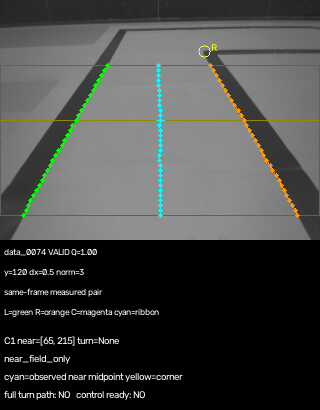 R
data_0074 VALID Q=1.00
y=120 dx=0.5 norm=3
same-frame measured pair
L=green R=orange C=magenta cyan=ribbon
C1 near=[65, 215] turn=None
near_field_only
cyan=observed near midpoint yellow=corner
full turn path: NO control ready: NO